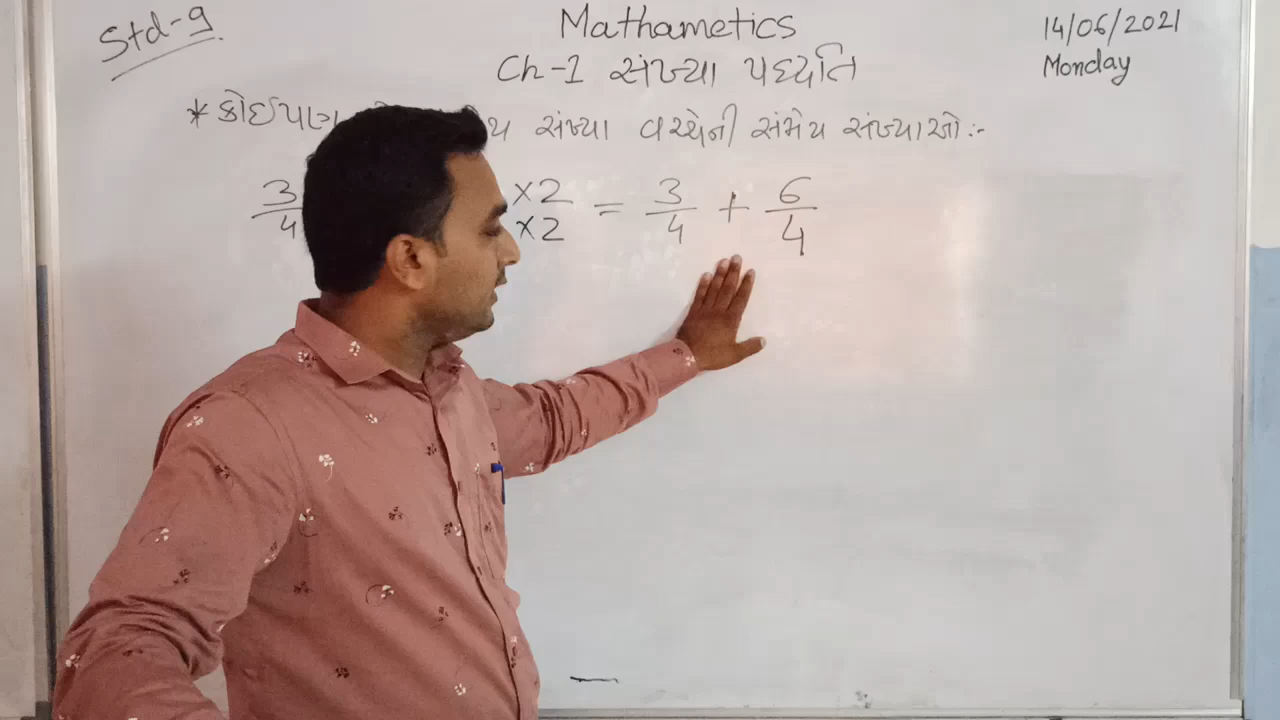 Std-9
Mathametics
14/06/2021
Monday
Ch-1 સંખ્યા પદ્ધતિ
* કોઈપણ સંખ્યા વચ્ચેની સંમેય સંખ્યાઓ :-
3/4 ×2/×2 = 3/4 + 6/4